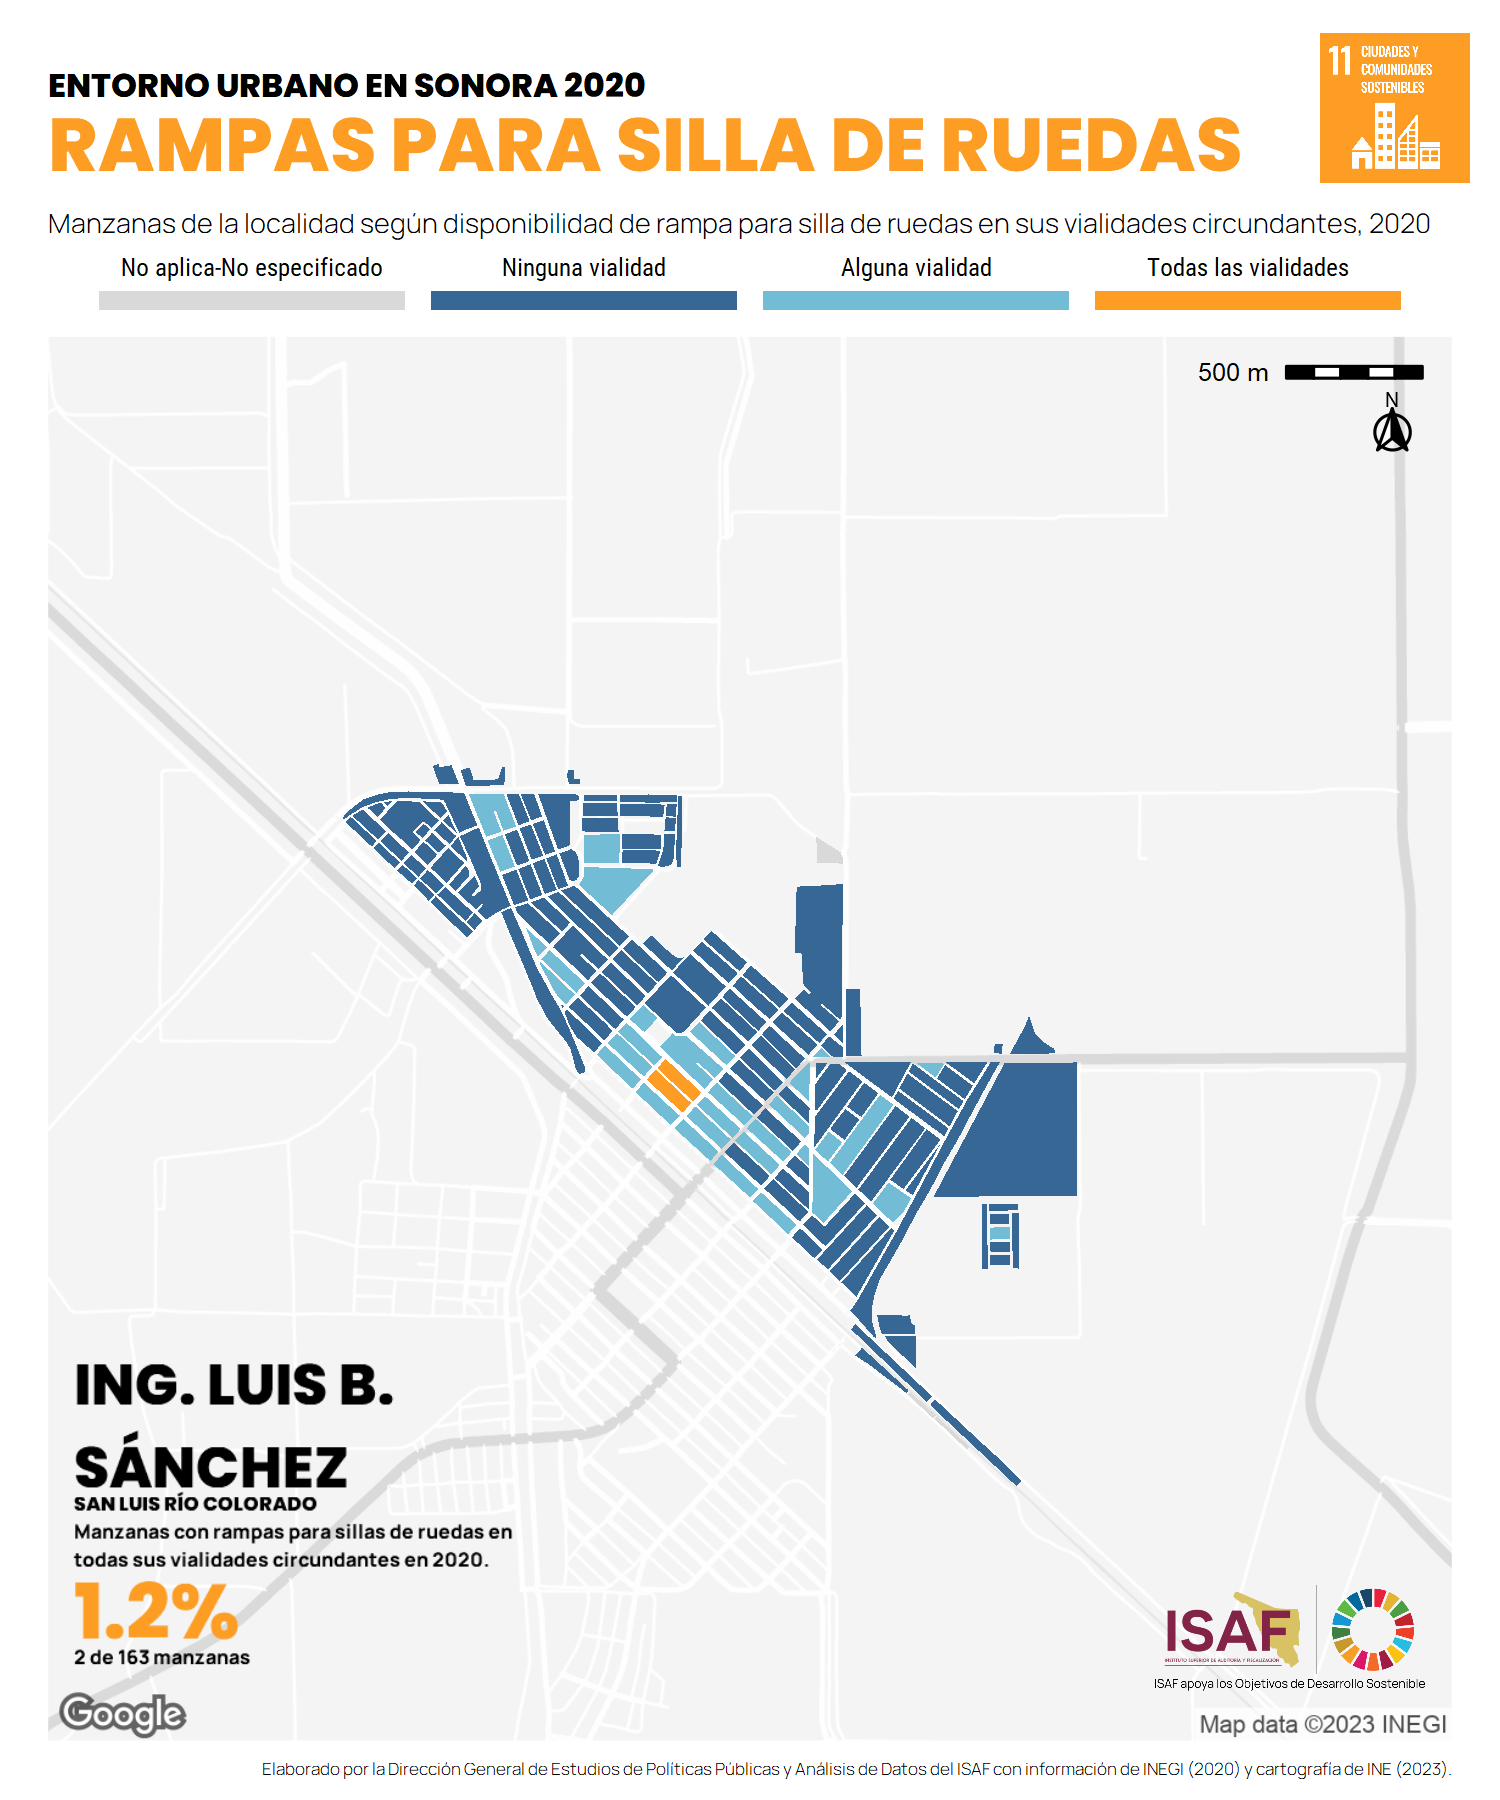 ENTORNO URBANO EN SONORA 2020
RAMPAS PARA SILLA DE RUEDAS
11 CIUDADES Y
COMUNIDADES
SOSTENIBLES
Manzanas de la localidad según disponibilidad de rampa para silla de ruedas en sus vialidades circundantes, 2020
No aplica-No especificado Ninguna vialidad Alguna vialidad Todas las vialidades
500 m
N
ING. LUIS B.
SÁNCHEZ
SAN LUIS RÍO COLORADO
Manzanas con rampas para sillas de ruedas en
todas sus vialidades circundantes en 2020.
1.2%
2 de 163 manzanas
ISAF
INSTITUTO SUPERIOR DE AUDITORÍA Y FISCALIZACIÓN
ISAF apoya los Objetivos de Desarrollo Sostenible
Google
Map data ©2023 INEGI
Elaborado por la Dirección General de Estudios de Políticas Públicas y Análisis de Datos del ISAF con información de INEGI (2020) y cartografía de INE (2023).